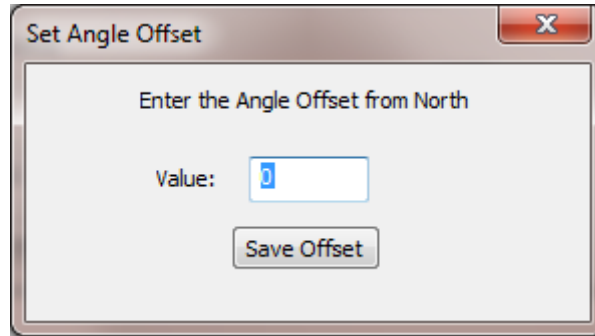 Set Angle Offset
Enter the Angle Offset from North
Value: 0
Save Offset